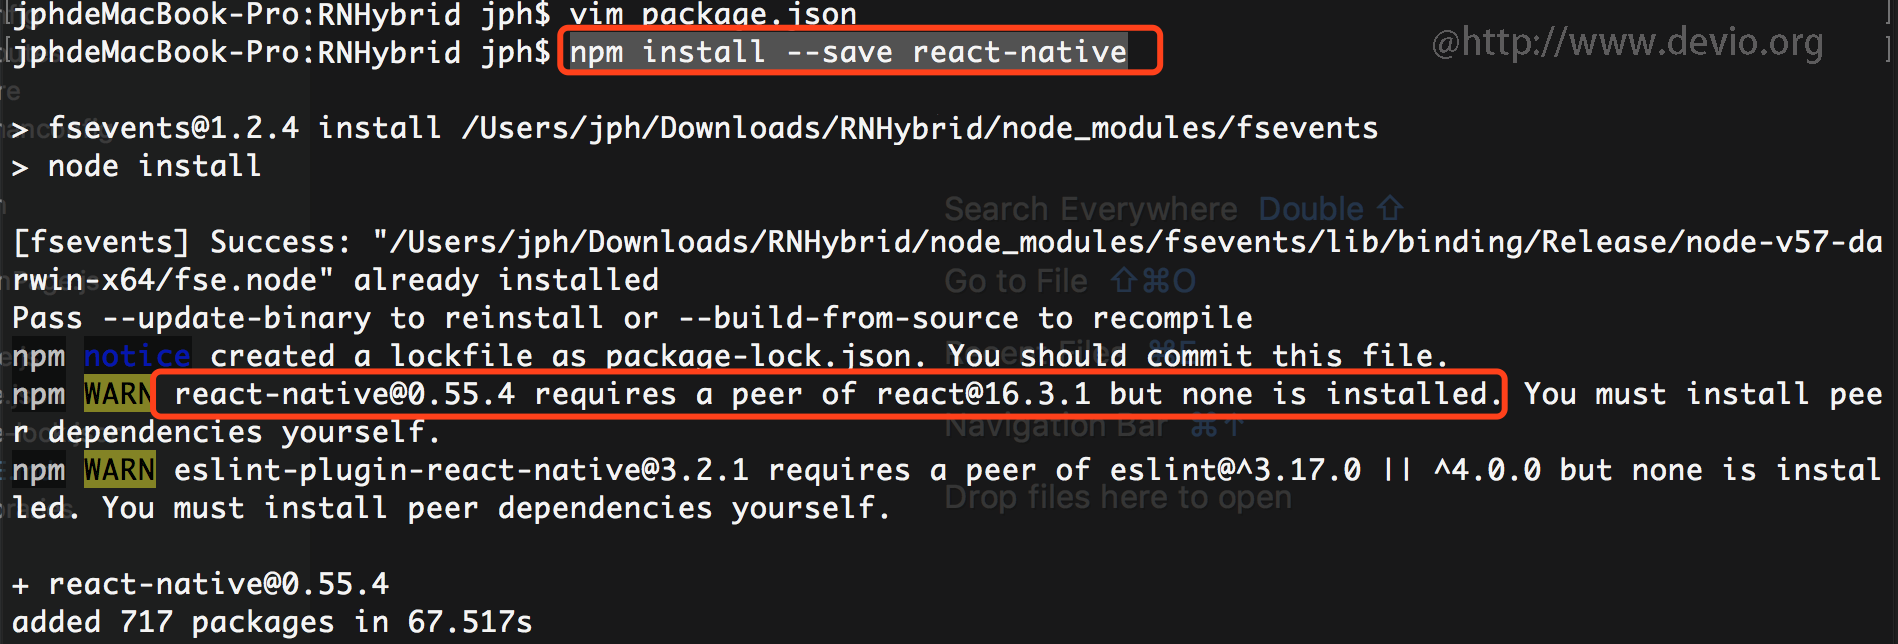 jphdeMacBook-Pro:RNHybrid jph$ vim package.json
jphdeMacBook-Pro:RNHybrid jph$ npm install --save react-native
@http://www.devio.org
> fsevents@1.2.4 install /Users/jph/Downloads/RNHybrid/node_modules/fsevents
> node install
Search Everywhere Double ⇧
[fsevents] Success: "/Users/jph/Downloads/RNHybrid/node_modules/fsevents/lib/binding/Release/node-v57-da
rwin-x64/fse.node" already installed
Go to File ⇧⌘O
Pass --update-binary to reinstall or --build-from-source to recompile
npm notice created a lockfile as package-lock.json. You should commit this file.
Recent Files ⌘E
npm WARN react-native@0.55.4 requires a peer of react@16.3.1 but none is installed. You must install pee
r dependencies yourself.
Navigation Bar ⌘↑
npm WARN eslint-plugin-react-native@3.2.1 requires a peer of eslint@^3.17.0 || ^4.0.0 but none is instal
led. You must install peer dependencies yourself.
Drop files here to open
+ react-native@0.55.4
added 717 packages in 67.517s